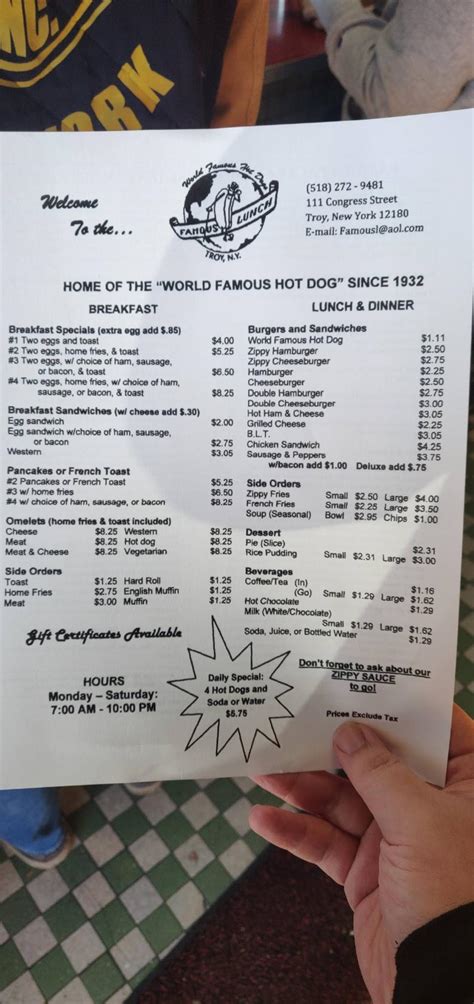 NC.
YORK
Welcome
To the...
World Famous Hot Dog
FAMOUS LUNCH
TROY, N.Y.
(518) 272 - 9481
111 Congress Street
Troy, New York 12180
E-mail: Famousl@aol.com
HOME OF THE “WORLD FAMOUS HOT DOG” SINCE 1932
BREAKFAST
Breakfast Specials (extra egg add $.85)
#1 Two eggs and toast $4.00
#2 Two eggs, home fries, & toast $5.25
#3 Two eggs, w/ choice of ham, sausage,
or bacon, & toast $6.50
#4 Two eggs, home fries, w/ choice of ham,
sausage, or bacon, & toast $8.25
Breakfast Sandwiches (w/ cheese add $.30)
Egg sandwich $2.00
Egg sandwich w/choice of ham, sausage,
or bacon $2.75
Western $3.05
Pancakes or French Toast
#2 Pancakes or French Toast $5.25
#3 w/ home fries $6.50
#4 w/ choice of ham, sausage, or bacon $8.25
Omelets (home fries & toast included)
Cheese $8.25 Western $8.25
Meat $8.25 Hot dog $8.25
Meat & Cheese $8.25 Vegetarian $8.25
Side Orders
Toast $1.25 Hard Roll $1.25
Home Fries $2.75 English Muffin $1.25
Meat $3.00 Muffin $1.25
Gift Certificates Available
HOURS
Monday – Saturday:
7:00 AM - 10:00 PM
LUNCH & DINNER
Burgers and Sandwiches
World Famous Hot Dog $1.11
Zippy Hamburger $2.50
Zippy Cheeseburger $2.75
Hamburger $2.25
Cheeseburger $2.50
Double Hamburger $2.75
Double Cheeseburger $3.00
Hot Ham & Cheese $3.05
Grilled Cheese $2.25
B.L.T. $3.05
Chicken Sandwich $4.25
Sausage & Peppers $3.75
w/bacon add $1.00 Deluxe add $.75
Side Orders
Zippy Fries Small $2.50 Large $4.00
French Fries Small $2.25 Large $3.50
Soup (Seasonal) Bowl $2.95 Chips $1.00
Dessert
Pie (Slice) $2.31
Rice Pudding Small $2.31 Large $3.00
Beverages
Coffee/Tea (In) $1.16
(Go) Small $1.29 Large $1.62
Hot Chocolate $1.29
Milk (White/Chocolate)
Small $1.29 Large $1.62
Soda, Juice, or Bottled Water $1.29
Daily Special:
4 Hot Dogs and
Soda or Water
$5.75
Don't forget to ask about our
ZIPPY SAUCE
to go!
Prices Exclude Tax